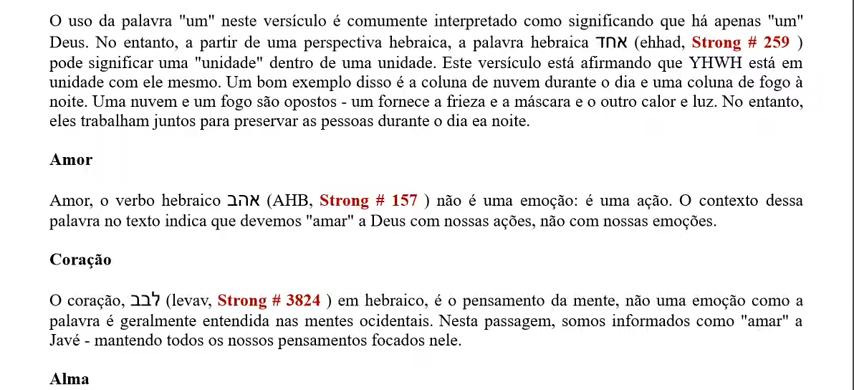 O uso da palavra "um" neste versículo é comumente interpretado como significando que há apenas "um"
Deus. No entanto, a partir de uma perspectiva hebraica, a palavra hebraica אחד (ehhad, Strong # 259 )
pode significar uma "unidade" dentro de uma unidade. Este versículo está afirmando que YHWH está em
unidade com ele mesmo. Um bom exemplo disso é a coluna de nuvem durante o dia e uma coluna de fogo à
noite. Uma nuvem e um fogo são opostos - um fornece a frieza e a máscara e o outro calor e luz. No entanto,
eles trabalham juntos para preservar as pessoas durante o dia ea noite.
Amor
Amor, o verbo hebraico אהב (AHB, Strong # 157 ) não é uma emoção: é uma ação. O contexto dessa
palavra no texto indica que devemos "amar" a Deus com nossas ações, não com nossas emoções.
Coração
O coração, לבב (levav, Strong # 3824 ) em hebraico, é o pensamento da mente, não uma emoção como a
palavra é geralmente entendida nas mentes ocidentais. Nesta passagem, somos informados como "amar" a
Javé - mantendo todos os nossos pensamentos focados nele.
Alma